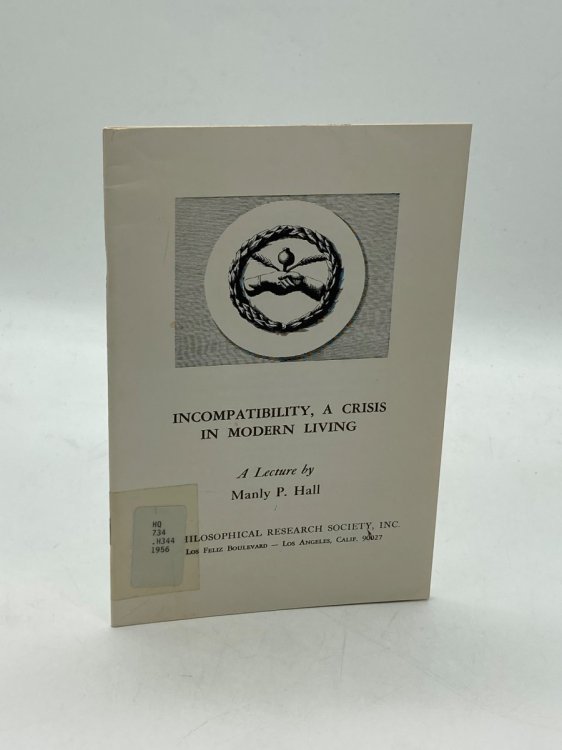 INCOMPATIBILITY, A CRISIS
IN MODERN LIVING
A Lecture by
Manly P. Hall
HILOSOPHICAL RESEARCH SOCIETY, INC.
LOS FELIZ BOULEVARD — LOS ANGELES, CALIF. 90027
HQ
734
.H344
1956